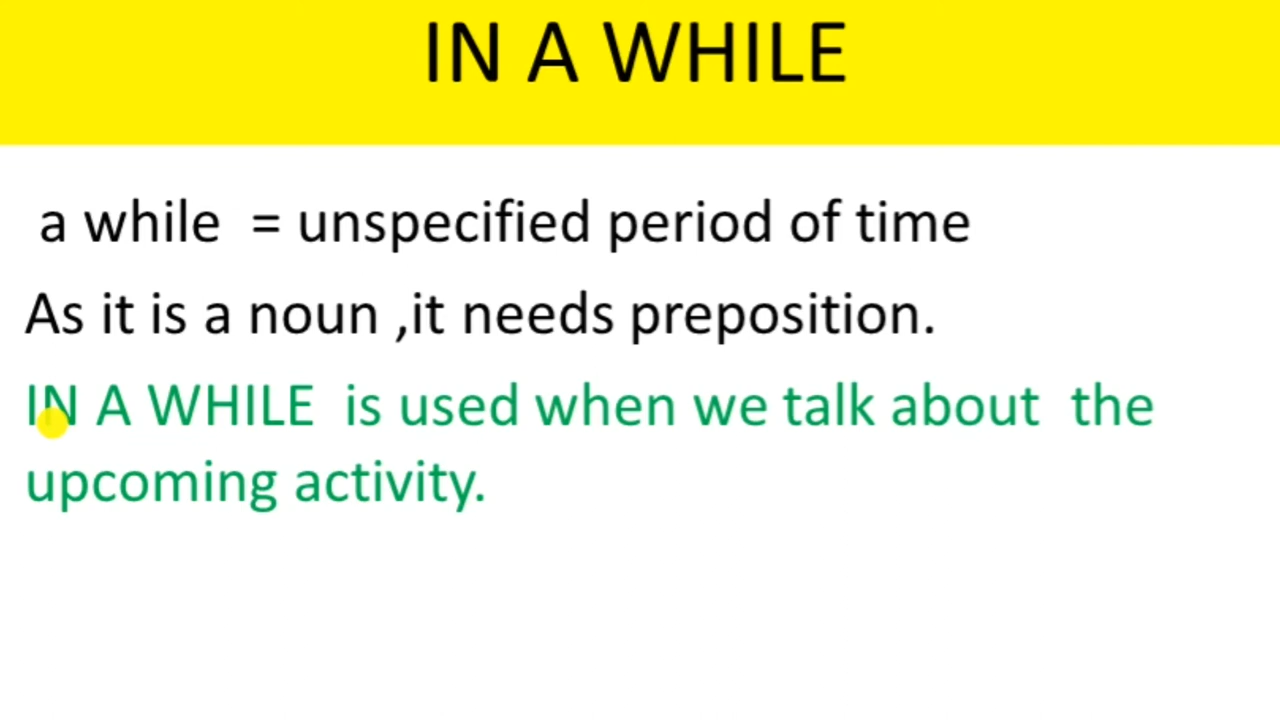 IN A WHILE
a while = unspecified period of time
As it is a noun ,it needs preposition.
IN A WHILE is used when we talk about the
upcoming activity.